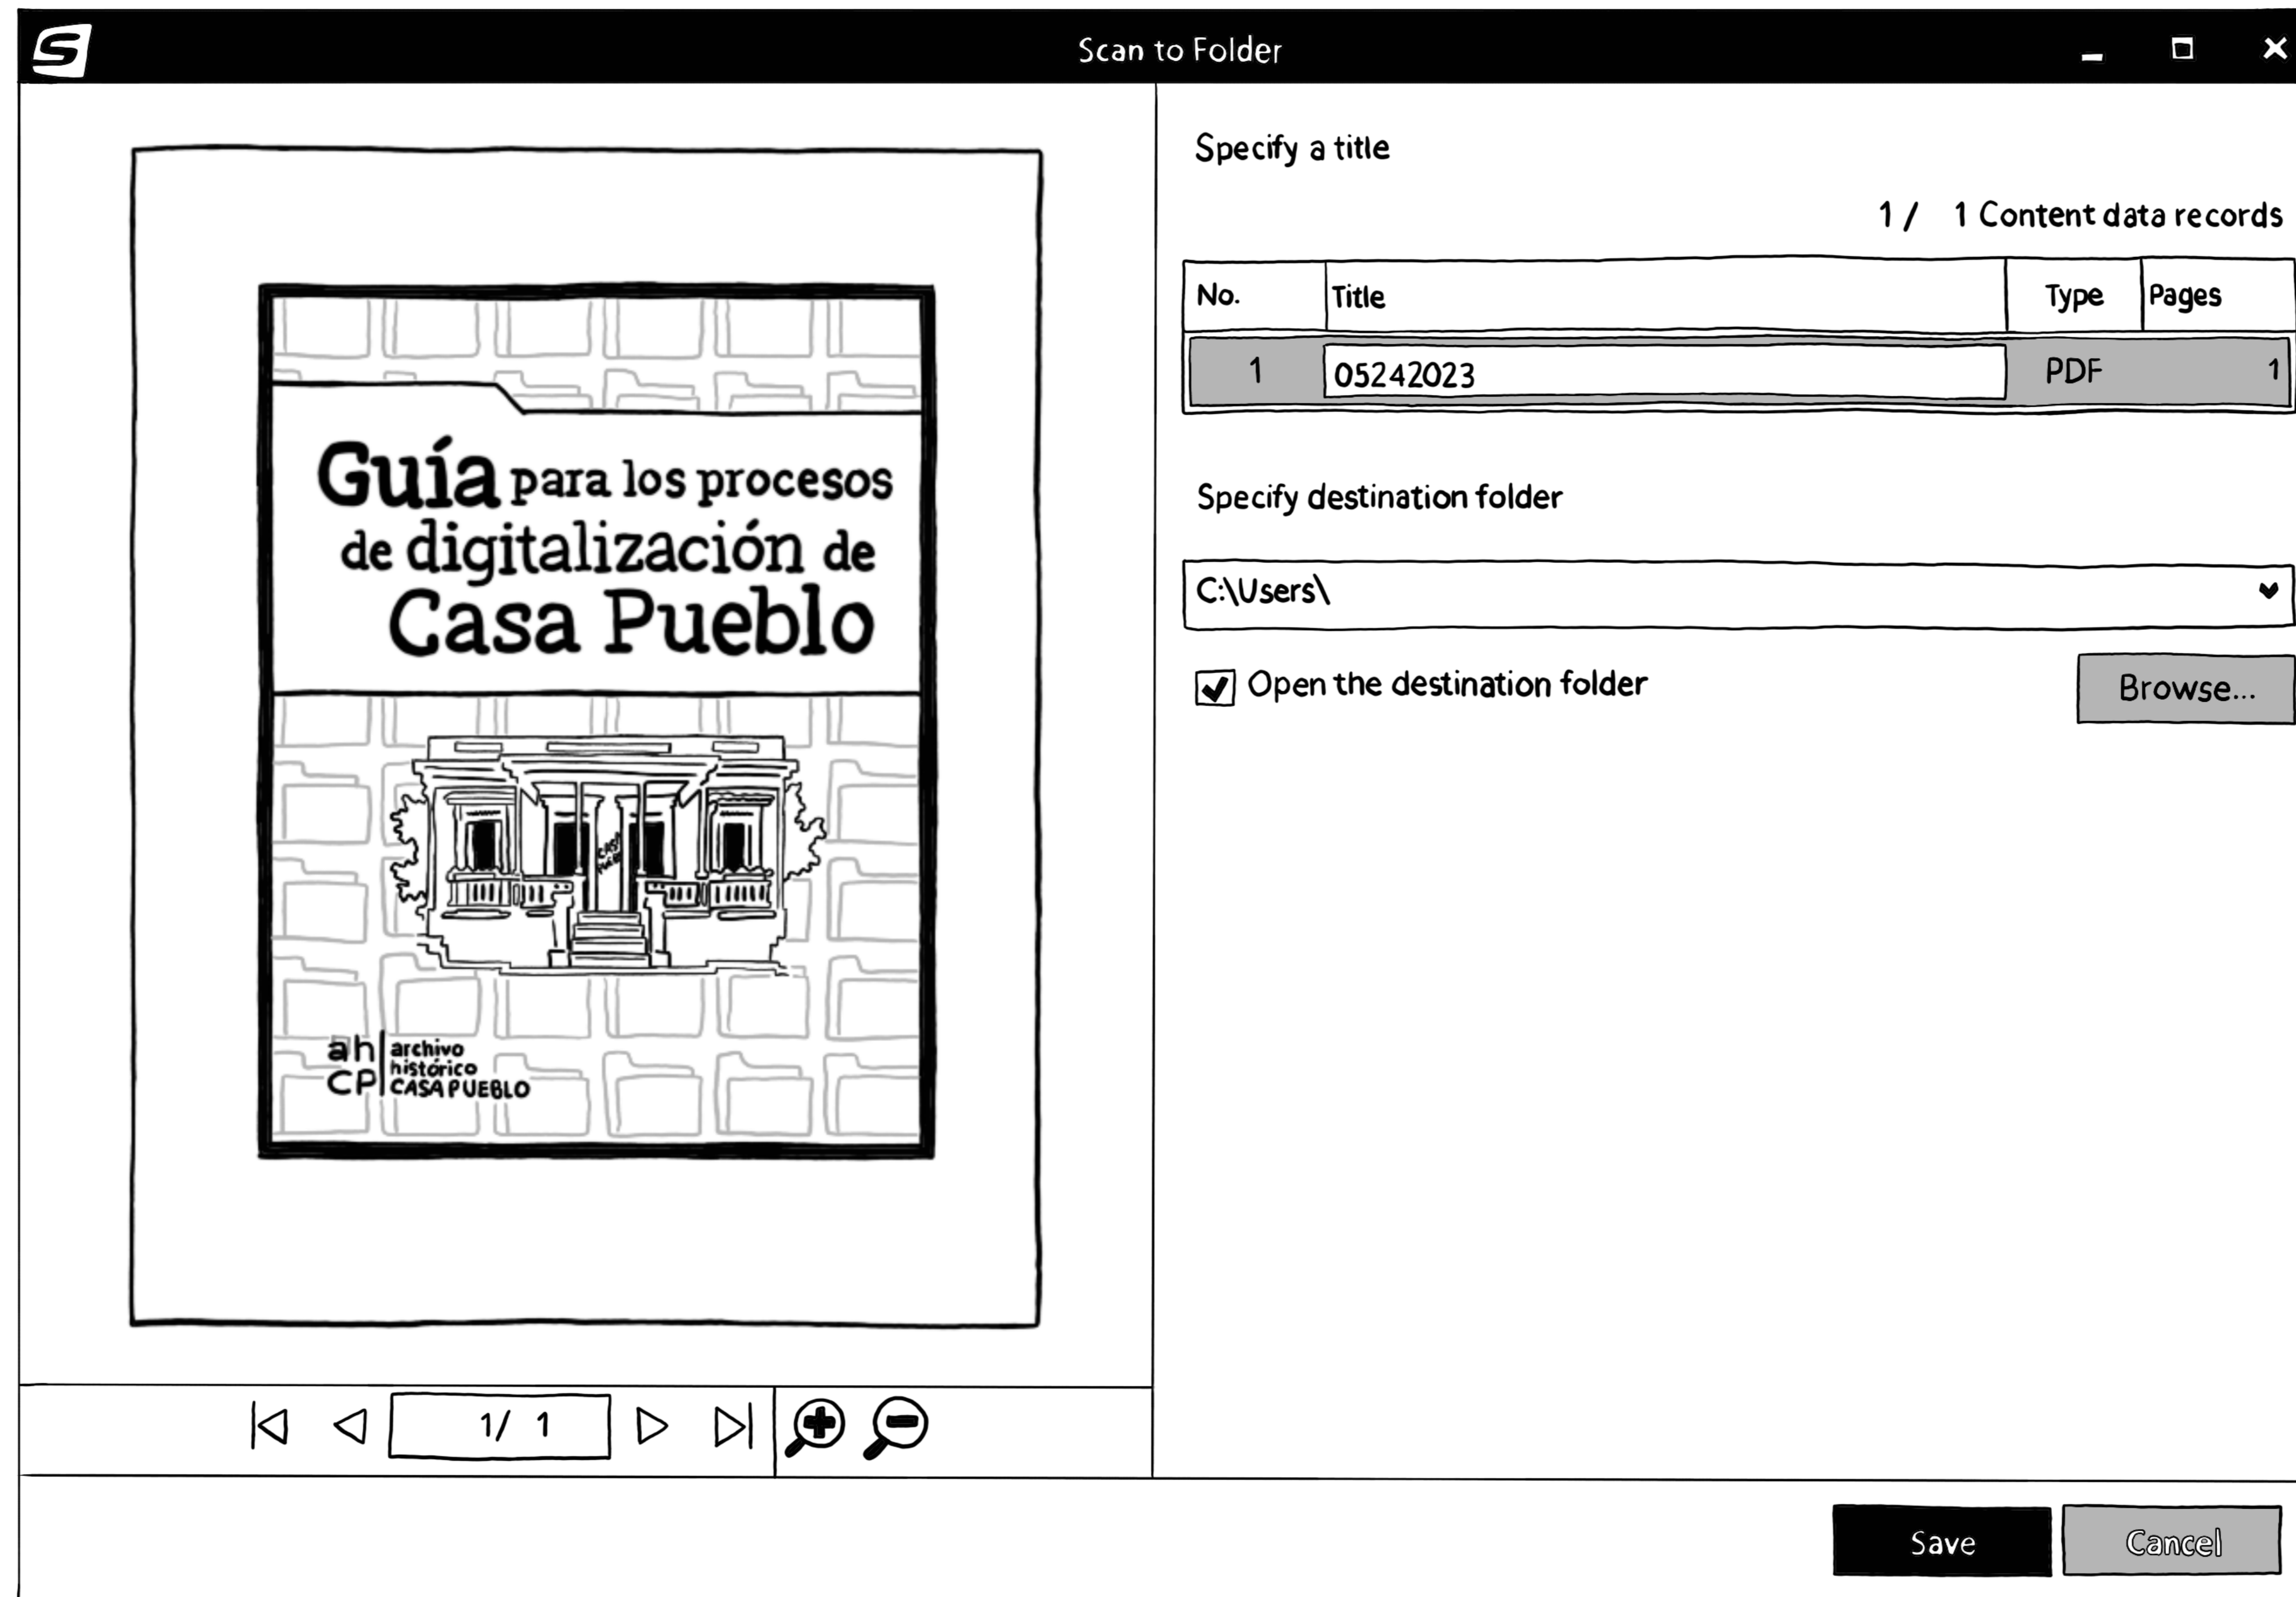 Scan to Folder
Guía para los procesos
de digitalización de
Casa Pueblo
CASA
PUEBLO
ah archivo
histórico
CP CASA PUEBLO
1/ 1
Specify a title
1 / 1 Content data records
No. Title Type Pages
1 05242023 PDF 1
Specify destination folder
C:\Users\
Open the destination folder
Browse...
Save Cancel